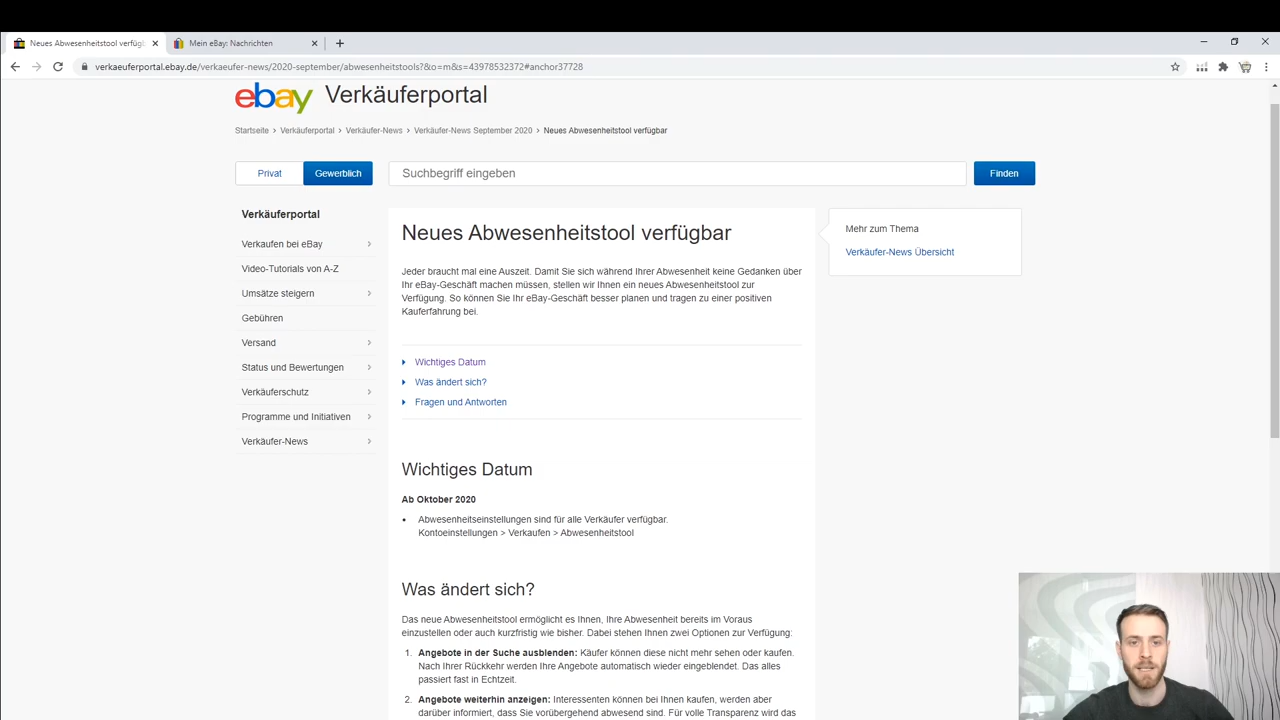 Neues Abwesenheitstool verfügb
Mein eBay: Nachrichten
verkaeuferportal.ebay.de/verkaeufer-news/2020-september/abwesenheitstools?&o=m&s=43978532372#anchor37728
ebay Verkäuferportal
Startseite > Verkäuferportal > Verkäufer-News > Verkäufer-News September 2020 > Neues Abwesenheitstool verfügbar
Privat
Gewerblich
Suchbegriff eingeben
Finden
Verkäuferportal
Verkaufen bei eBay
Video-Tutorials von A-Z
Umsätze steigern
Gebühren
Versand
Status und Bewertungen
Verkäuferschutz
Programme und Initiativen
Verkäufer-News
Neues Abwesenheitstool verfügbar
Jeder braucht mal eine Auszeit. Damit Sie sich während Ihrer Abwesenheit keine Gedanken über
Ihr eBay-Geschäft machen müssen, stellen wir Ihnen ein neues Abwesenheitstool zur
Verfügung. So können Sie Ihr eBay-Geschäft besser planen und tragen zu einer positiven
Kauferfahrung bei.
Wichtiges Datum
Was ändert sich?
Fragen und Antworten
Wichtiges Datum
Ab Oktober 2020
• Abwesenheitseinstellungen sind für alle Verkäufer verfügbar.
Kontoeinstellungen > Verkaufen > Abwesenheitstool
Was ändert sich?
Das neue Abwesenheitstool ermöglicht es Ihnen, Ihre Abwesenheit bereits im Voraus
einzustellen oder auch kurzfristig wie bisher. Dabei stehen Ihnen zwei Optionen zur Verfügung:
1. Angebote in der Suche ausblenden: Käufer können diese nicht mehr sehen oder kaufen.
Nach Ihrer Rückkehr werden Ihre Angebote automatisch wieder eingeblendet. Das alles
passiert fast in Echtzeit.
2. Angebote weiterhin anzeigen: Interessenten können bei Ihnen kaufen, werden aber
darüber informiert, dass Sie vorübergehend abwesend sind. Für volle Transparenz wird das
Mehr zum Thema
Verkäufer-News Übersicht